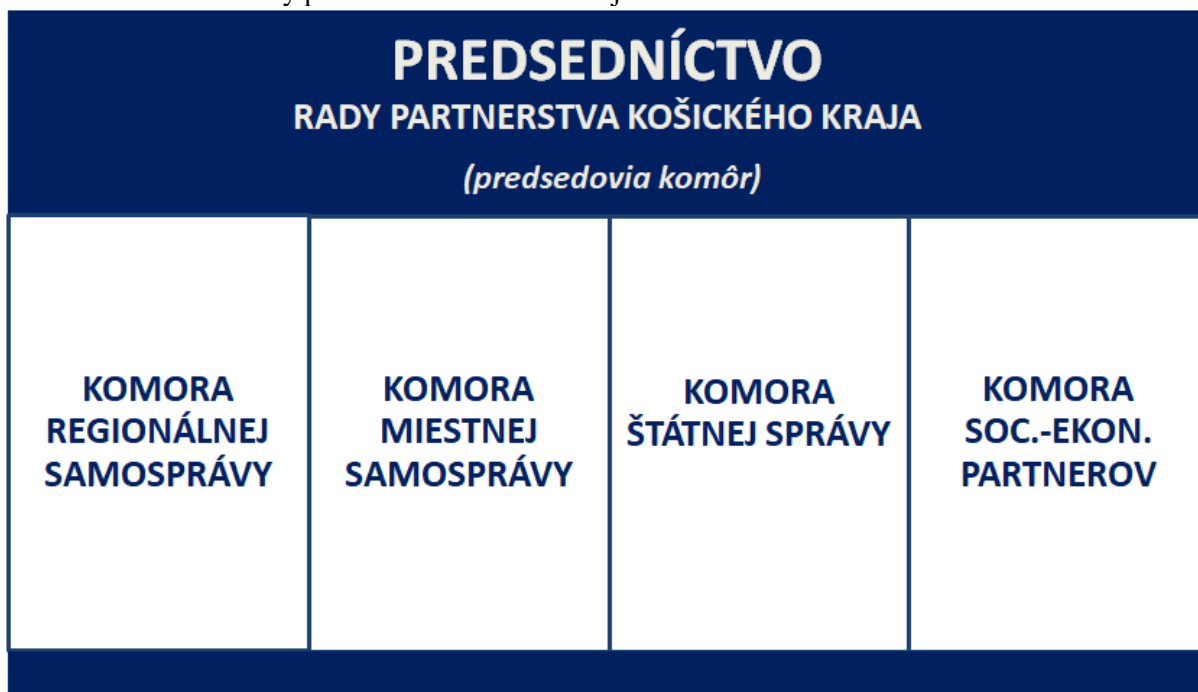 PREDSEDNÍCTVO
RADY PARTNERSTVA KOŠICKÉHO KRAJA
(predsedovia komôr)
KOMORA
REGIONÁLNEJ
SAMOSPRÁVY
KOMORA
MIESTNEJ
SAMOSPRÁVY
KOMORA
ŠTÁTNEJ SPRÁVY
KOMORA
SOC.-EKON.
PARTNEROV